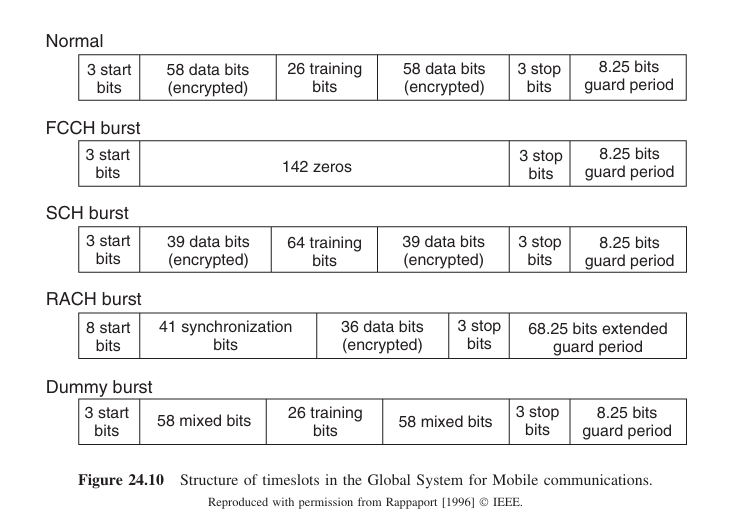 Normal
3 start bits
58 data bits (encrypted)
26 training bits
58 data bits (encrypted)
3 stop bits
8.25 bits guard period
FCCH burst
3 start bits
142 zeros
3 stop bits
8.25 bits guard period
SCH burst
3 start bits
39 data bits (encrypted)
64 training bits
39 data bits (encrypted)
3 stop bits
8.25 bits guard period
RACH burst
8 start bits
41 synchronization bits
36 data bits (encrypted)
3 stop bits
68.25 bits extended guard period
Dummy burst
3 start bits
58 mixed bits
26 training bits
58 mixed bits
3 stop bits
8.25 bits guard period
Figure 24.10 Structure of timeslots in the Global System for Mobile communications.
Reproduced with permission from Rappaport [1996] © IEEE.